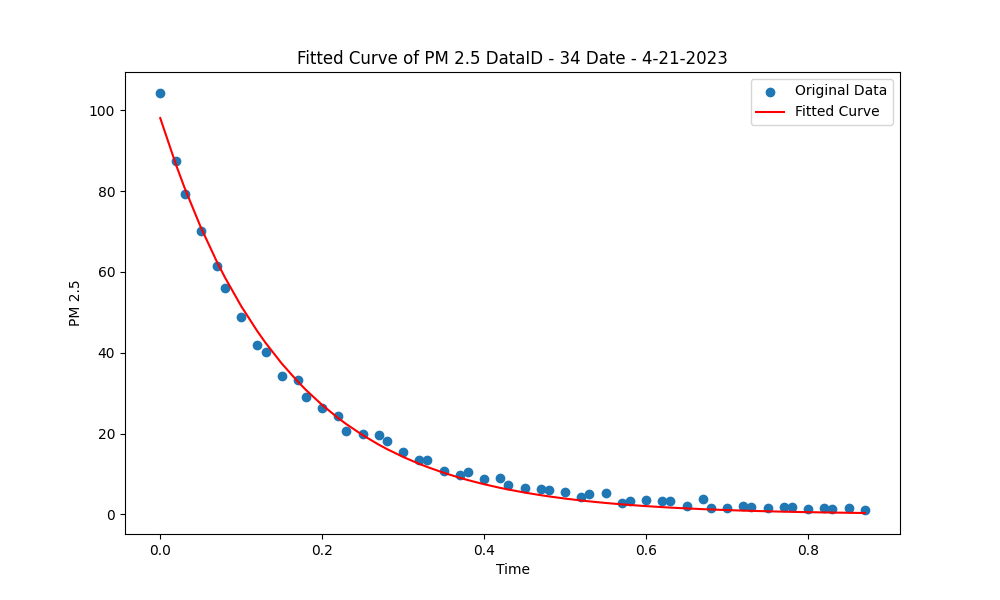 Fitted Curve of PM 2.5 DataID - 34 Date - 4-21-2023
Original Data
Fitted Curve
100
80
60
40
20
0
PM 2.5
0.0 0.2 0.4 0.6 0.8
Time